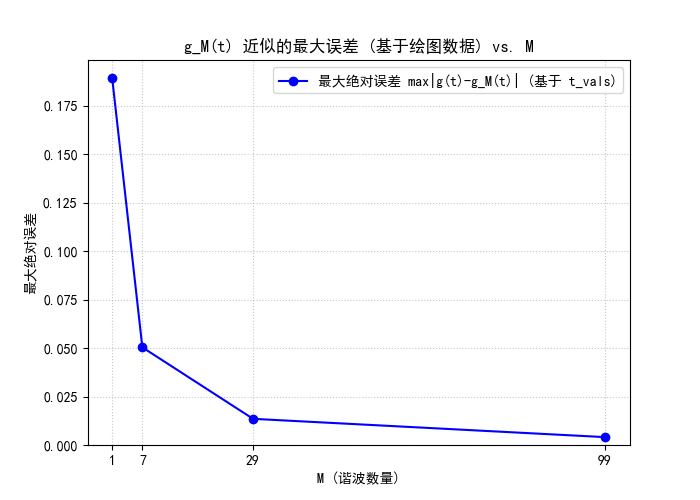 g_M(t) 近似的最大误差 (基于绘图数据) vs. M
最大绝对误差 max|g(t)-g_M(t)| (基于 t_vals)
最大绝对误差
0.175
0.150
0.125
0.100
0.075
0.050
0.025
0.000
1 7 29 99
M (谐波数量)